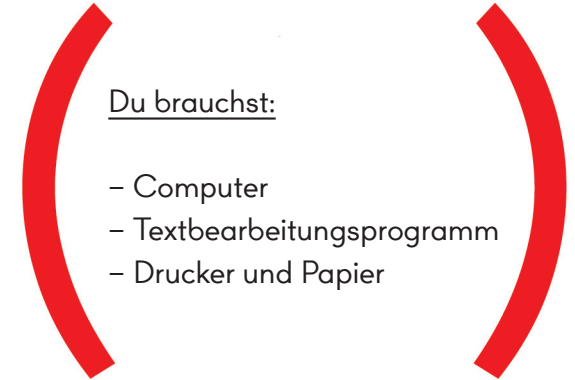 Du brauchst:
– Computer
– Textbearbeitungsprogramm
– Drucker und Papier